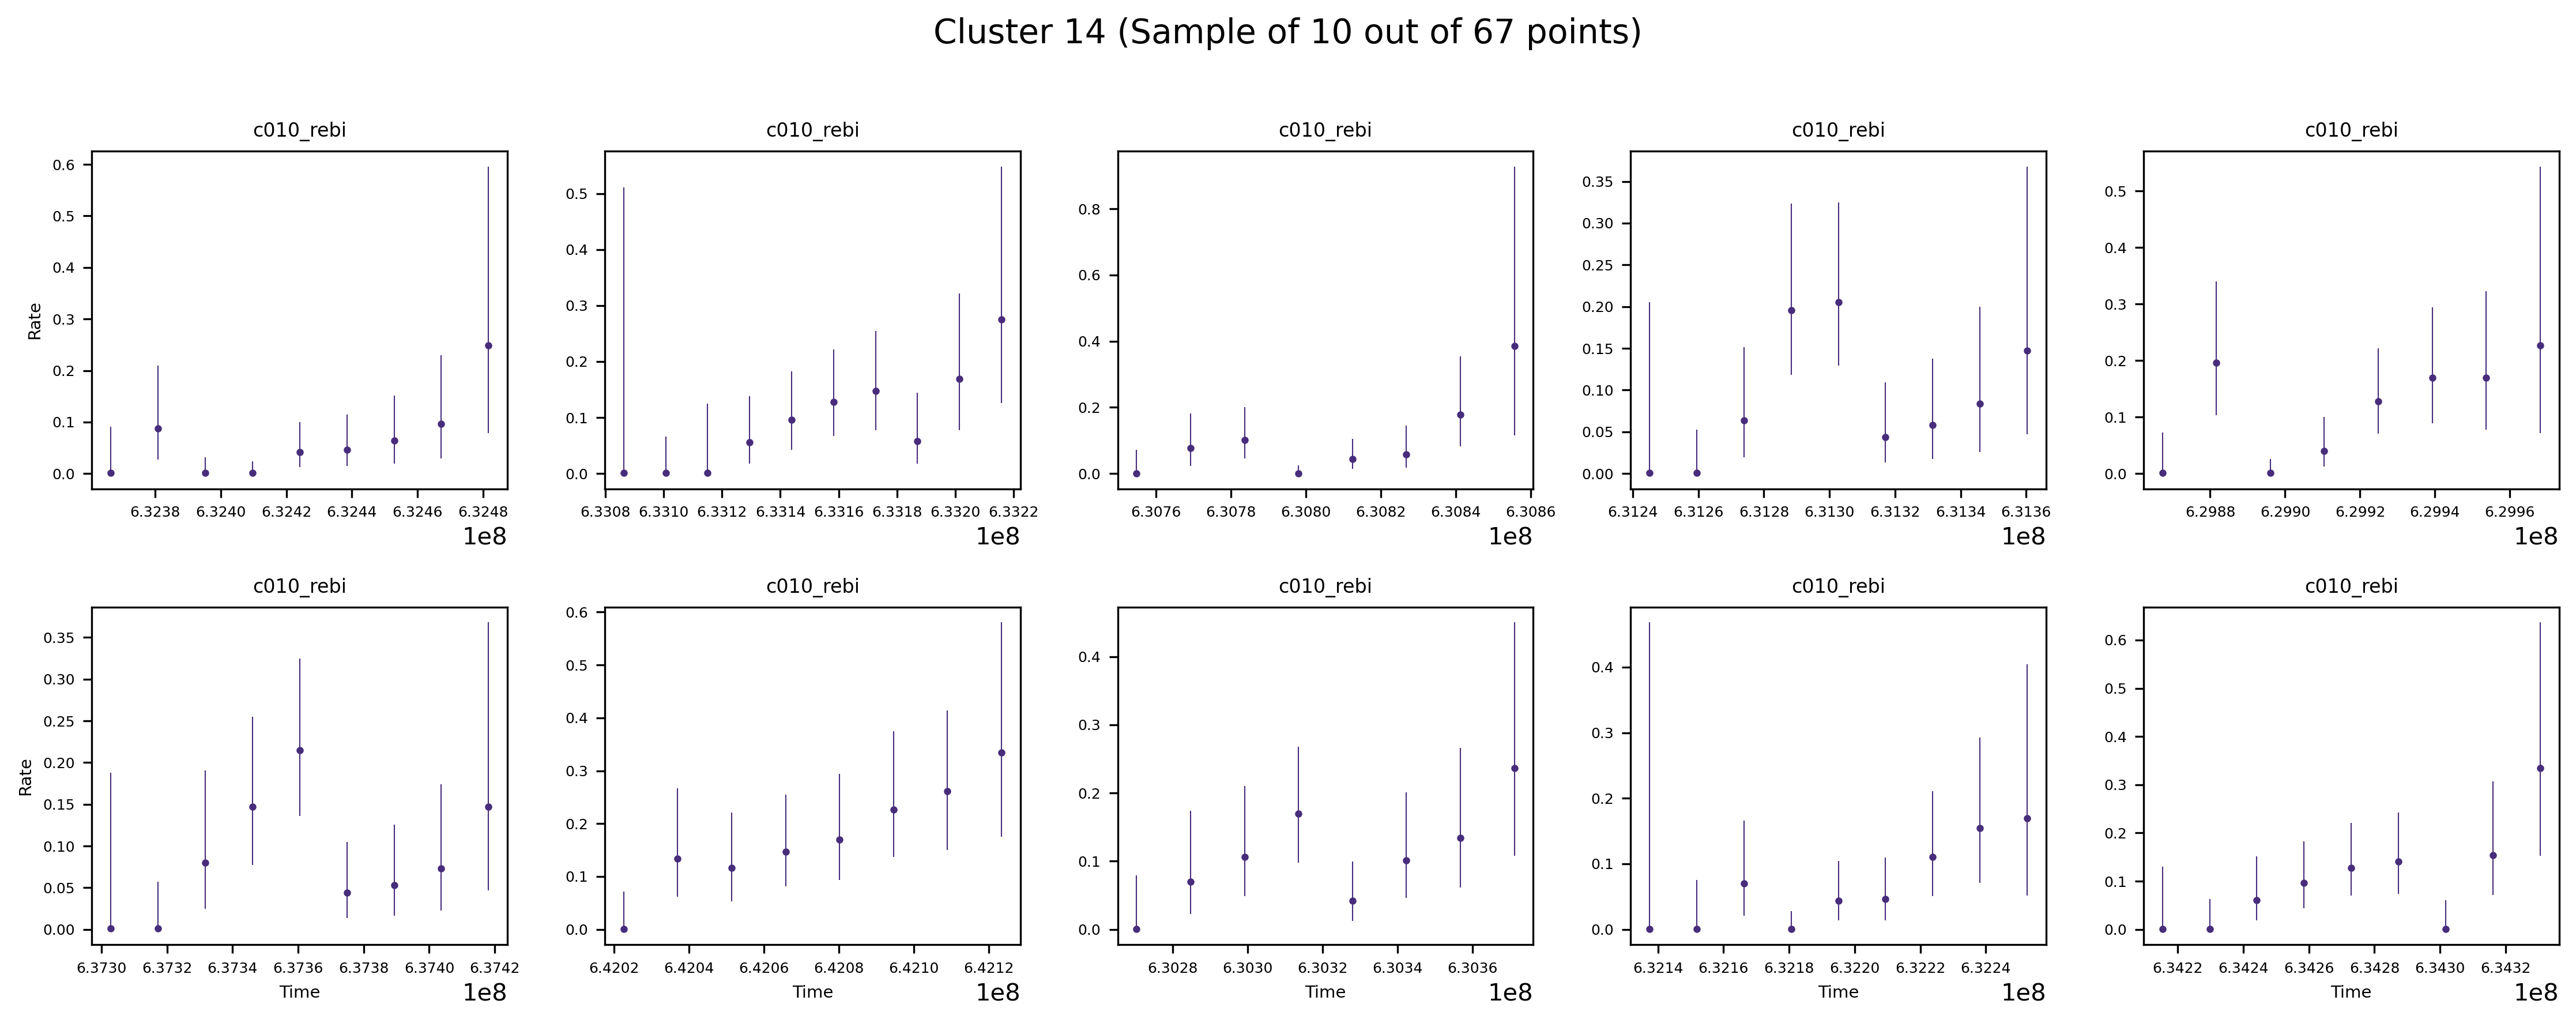 Cluster 14 (Sample of 10 out of 67 points)
c010_rebi c010_rebi c010_rebi c010_rebi c010_rebi
Rate
0.6
0.5
0.4
0.3
0.2
0.1
0.0
6.3238 6.3240 6.3242 6.3244 6.3246 6.3248
1e8
0.5
0.4
0.3
0.2
0.1
0.0
6.3308 6.3310 6.3312 6.3314 6.3316 6.3318 6.3320 6.3322
1e8
0.8
0.6
0.4
0.2
0.0
6.3076 6.3078 6.3080 6.3082 6.3084 6.3086
1e8
0.35
0.30
0.25
0.20
0.15
0.10
0.05
0.00
6.3124 6.3126 6.3128 6.3130 6.3132 6.3134 6.3136
1e8
0.5
0.4
0.3
0.2
0.1
0.0
6.2988 6.2990 6.2992 6.2994 6.2996
1e8
c010_rebi c010_rebi c010_rebi c010_rebi c010_rebi
Rate
0.35
0.30
0.25
0.20
0.15
0.10
0.05
0.00
6.3730 6.3732 6.3734 6.3736 6.3738 6.3740 6.3742
Time 1e8
0.6
0.5
0.4
0.3
0.2
0.1
0.0
6.4202 6.4204 6.4206 6.4208 6.4210 6.4212
Time 1e8
0.4
0.3
0.2
0.1
0.0
6.3028 6.3030 6.3032 6.3034 6.3036
Time 1e8
0.4
0.3
0.2
0.1
0.0
6.3214 6.3216 6.3218 6.3220 6.3222 6.3224
Time 1e8
0.6
0.5
0.4
0.3
0.2
0.1
0.0
6.3422 6.3424 6.3426 6.3428 6.3430 6.3432
Time 1e8